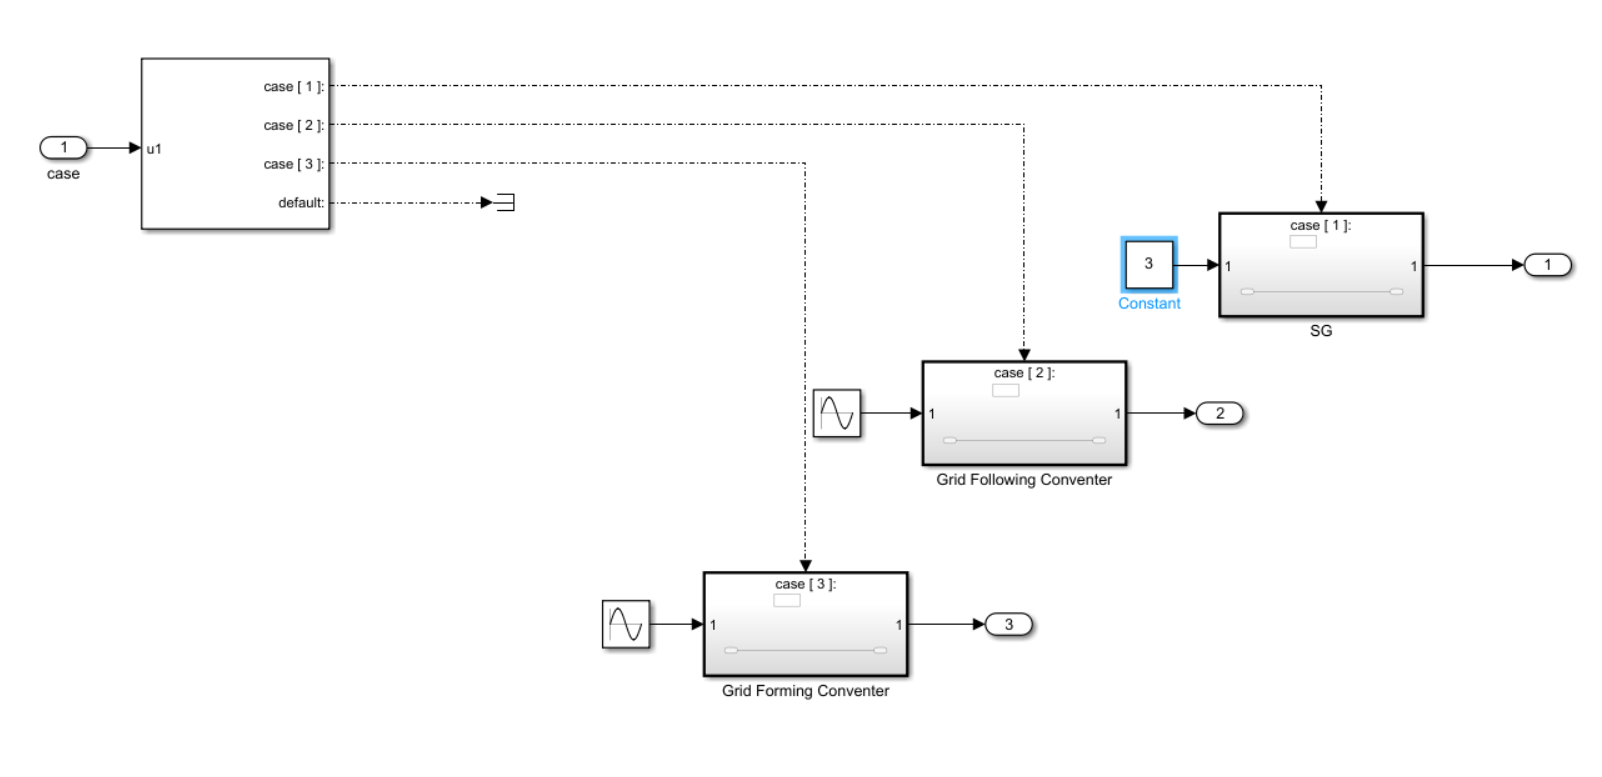 case [ 1 ]:
case [ 2 ]:
1
u1
case [ 3 ]:
case
default:
case [ 1 ]:
3
1
1
1
Constant
SG
case [ 2 ]:
1
1
2
Grid Following Conventer
case [ 3 ]:
1
1
3
Grid Forming Conventer